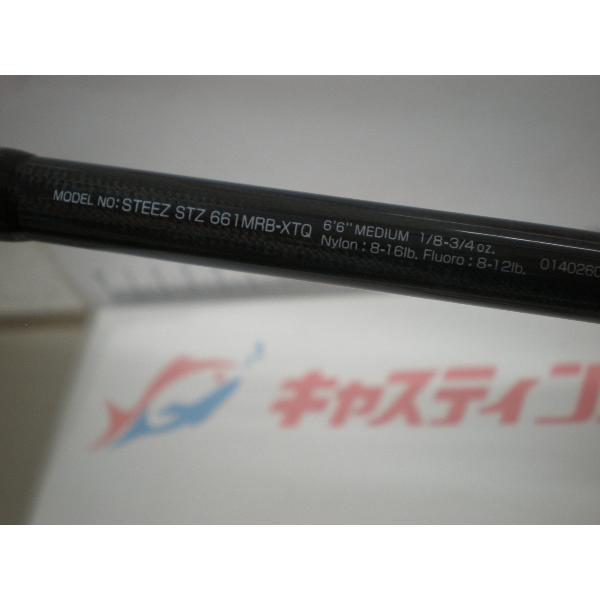 MODEL NO: STEEZ STZ 661MRB-XTQ
6'6" MEDIUM 1/8-3/4 oz.
Nylon : 8-16lb. Fluoro : 8-12lb.
014026
キャスティン